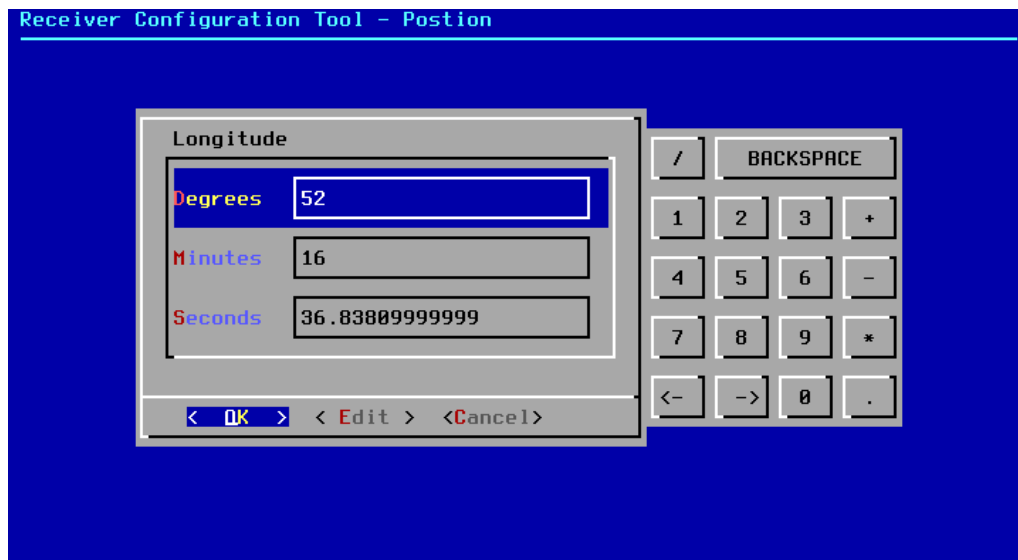 Receiver Configuration Tool - Postion
Longitude
Degrees 52
Minutes 16
Seconds 36.83809999999
< OK > < Edit > <Cancel>
/ BACKSPACE
1 2 3 +
4 5 6 -
7 8 9 *
<- -> 0 .